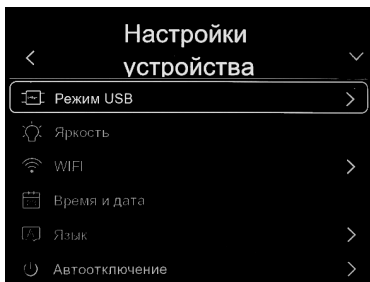 Настройки
устройства
Режим USB
Яркость
WIFI
Время и дата
Язык
Автоотключение